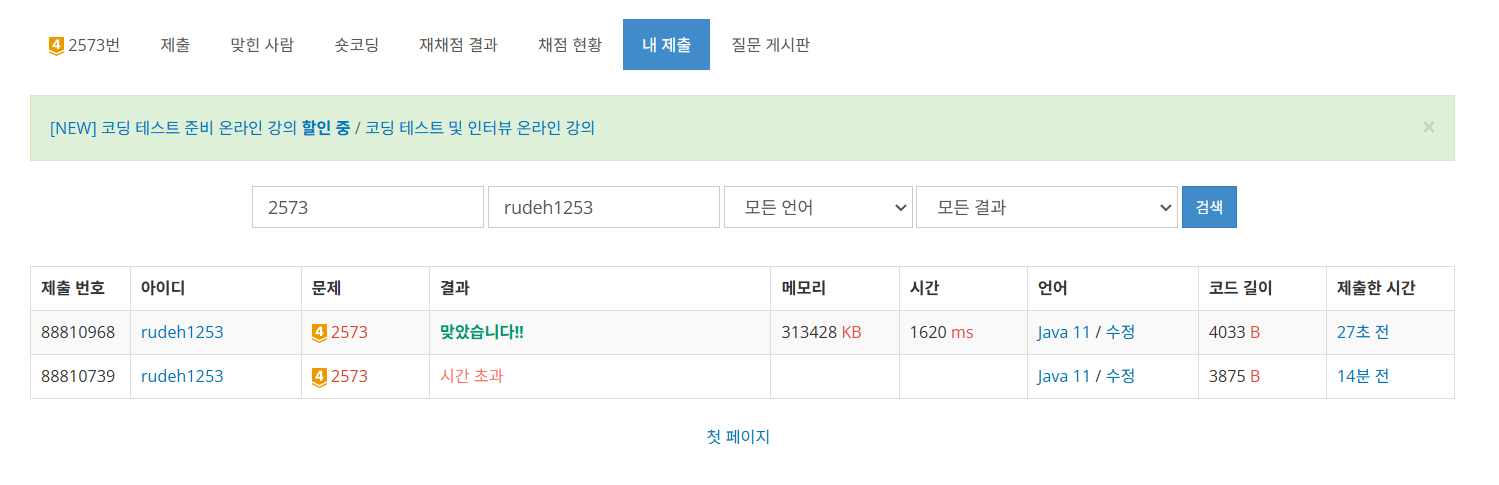 4 2573번 제출 맞힌 사람 숏코딩 재채점 결과 채점 현황 내 제출 질문 게시판
[NEW] 코딩 테스트 준비 온라인 강의 할인 중 / 코딩 테스트 및 인터뷰 온라인 강의 ×
2573 rudeh1253 모든 언어 모든 결과 검색
제출 번호 아이디 문제 결과 메모리 시간 언어 코드 길이 제출한 시간
88810968 rudeh1253 4 2573 맞았습니다!! 313428 KB 1620 ms Java 11 / 수정 4033 B 27초 전
88810739 rudeh1253 4 2573 시간 초과 Java 11 / 수정 3875 B 14분 전
첫 페이지